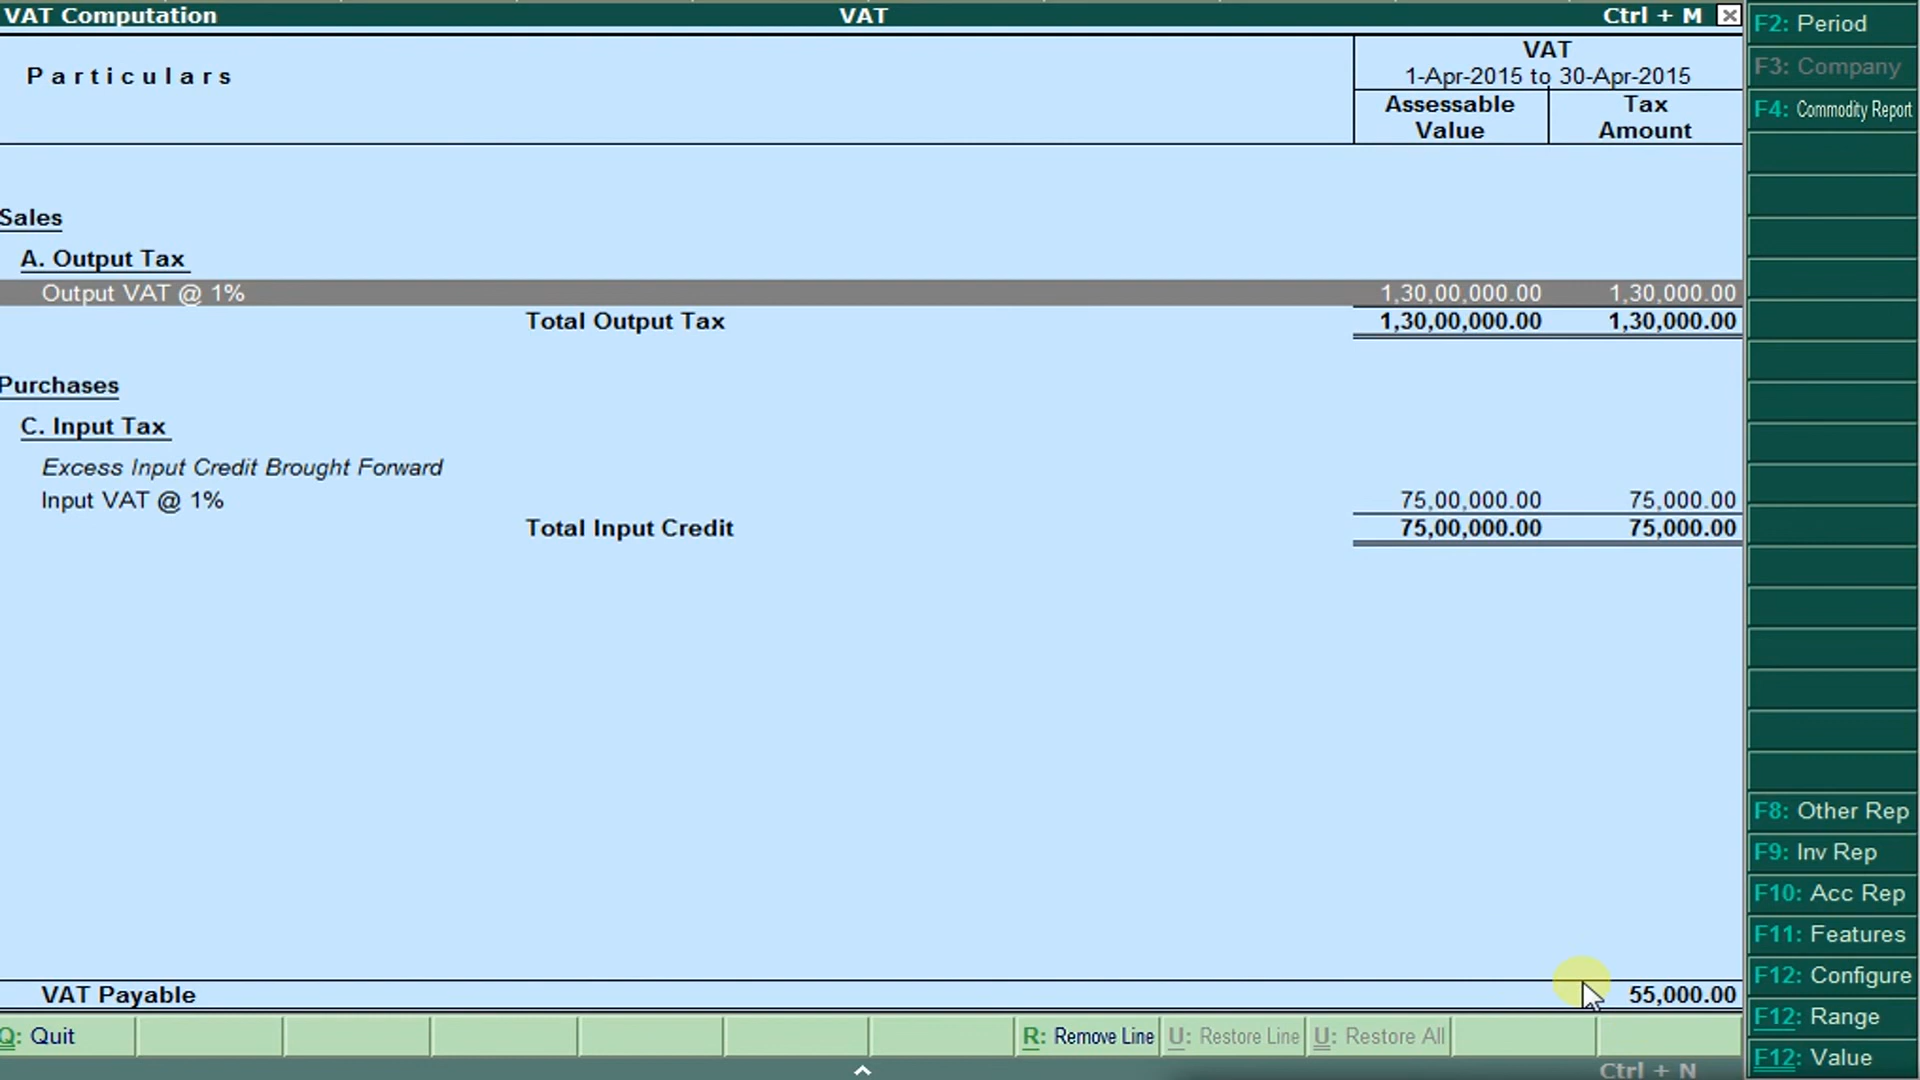 VAT Computation VAT Ctrl + M
Particulars
VAT
1-Apr-2015 to 30-Apr-2015
Assessable Value Tax Amount
Sales
A. Output Tax
Output VAT @ 1% 1,30,00,000.00 1,30,000.00
Total Output Tax 1,30,00,000.00 1,30,000.00
Purchases
C. Input Tax
Excess Input Credit Brought Forward
Input VAT @ 1% 75,00,000.00 75,000.00
Total Input Credit 75,00,000.00 75,000.00
VAT Payable 55,000.00
Q: Quit R: Remove Line U: Restore Line U: Restore All
Ctrl + N
F2: Period
F3: Company
F4: Commodity Report
F8: Other Rep
F9: Inv Rep
F10: Acc Rep
F11: Features
F12: Configure
F12: Range
F12: Value